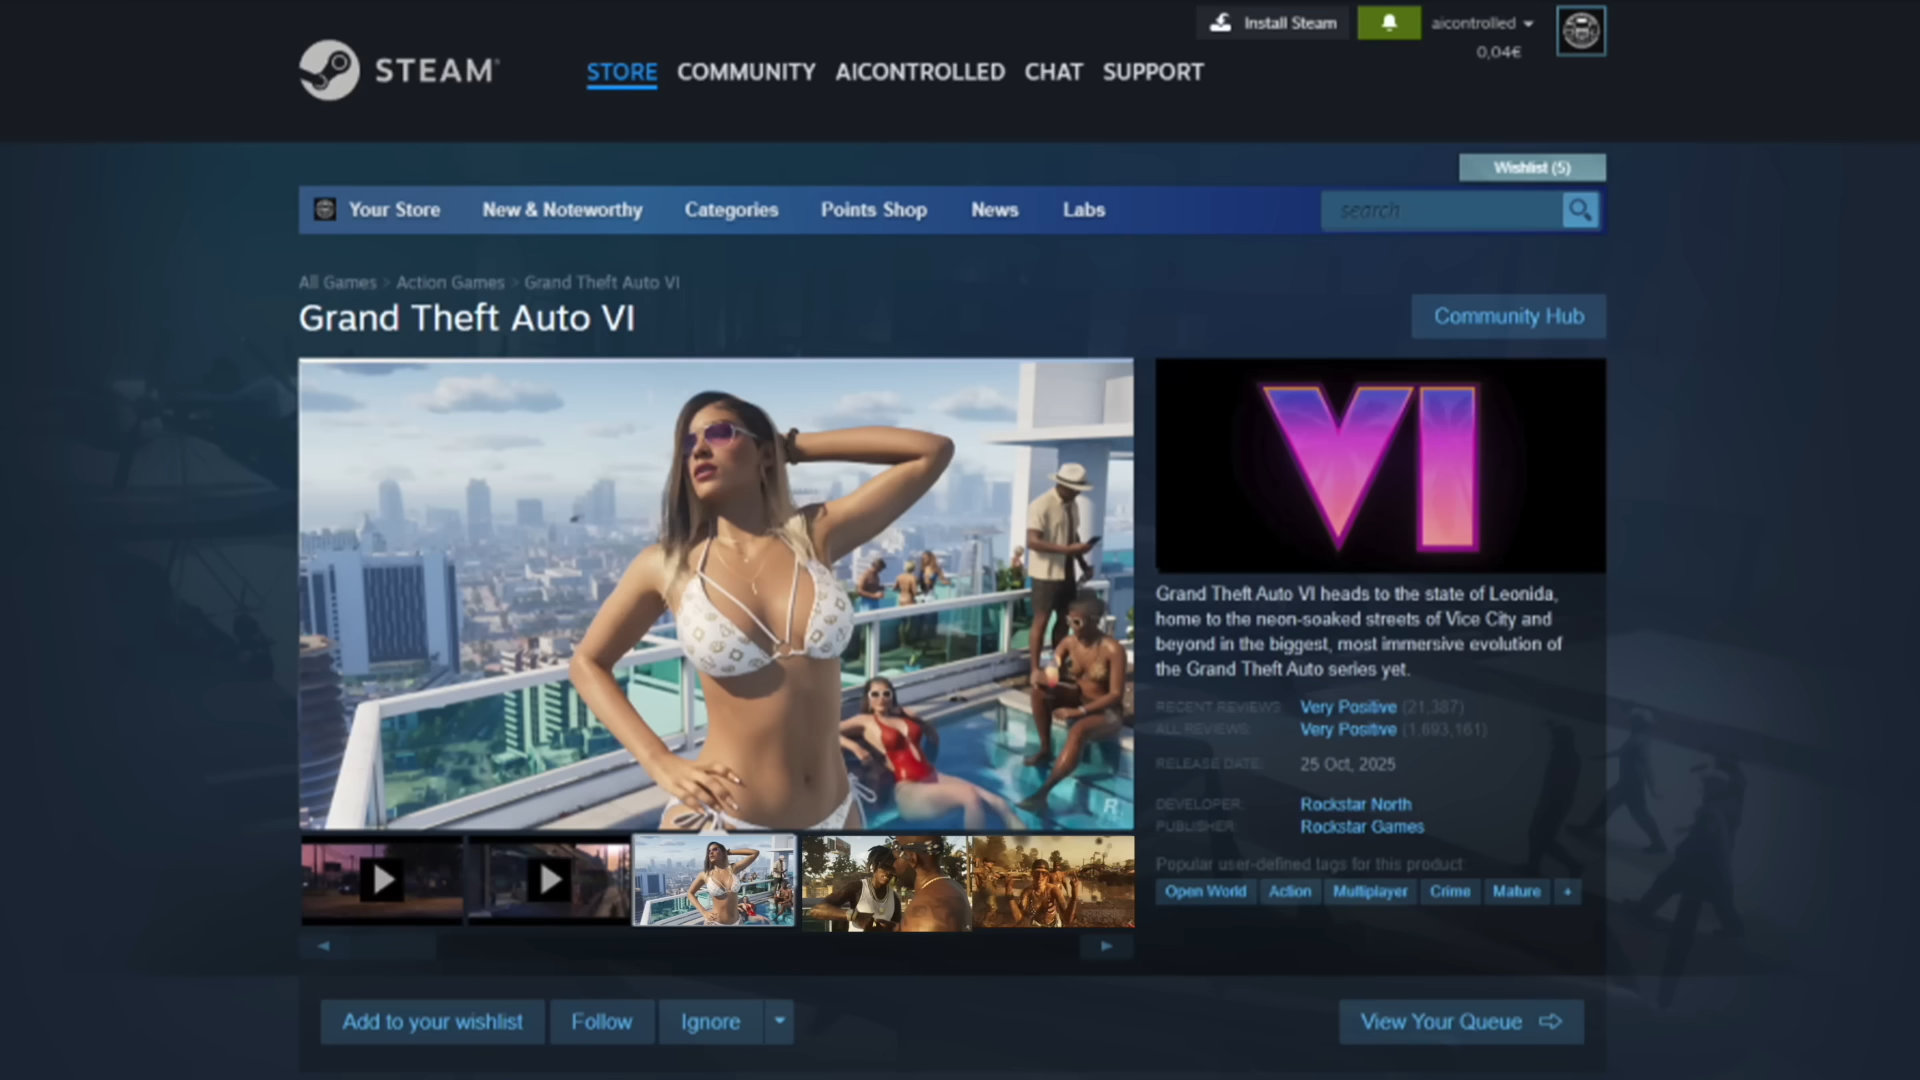 Install Steam
aicontrolled
0,04€
STEAM
STORE COMMUNITY AICONTROLLED CHAT SUPPORT
Wishlist (5)
Your Store New & Noteworthy Categories Points Shop News Labs search
All Games > Action Games > Grand Theft Auto VI
Grand Theft Auto VI
Community Hub
VI
Grand Theft Auto VI heads to the state of Leonida,
home to the neon-soaked streets of Vice City and
beyond in the biggest, most immersive evolution of
the Grand Theft Auto series yet.
RECENT REVIEWS: Very Positive (21,387)
ALL REVIEWS: Very Positive (1,693,161)
RELEASE DATE: 25 Oct, 2025
DEVELOPER: Rockstar North
PUBLISHER: Rockstar Games
Popular user-defined tags for this product
Open World Action Multiplayer Crime Mature +
R
Add to your wishlist Follow Ignore View Your Queue